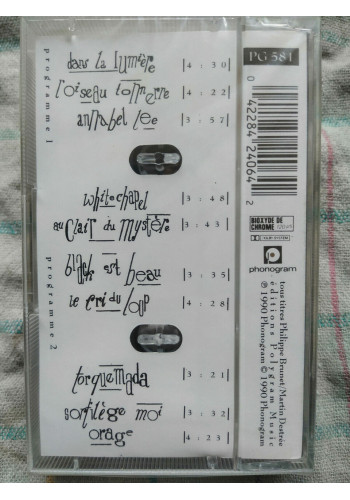 programme 1
dans la lumière |4:30|
l'oiseau tonnerre |4:22|
annabel lee |3:57|
whitechapel |3:48|
au clair du mystère |3:43|
programme 2
black est beau |3:35|
le cri du loup |4:28|
torquemada |3:21|
sortilège moi |3:32|
orage |4:23|
PG 581
0 42284 24064 2
BIOXYDE DE
CHROME
phonogram
tous titres Philippe Brunet/Martin Destrée
éditions Polygram Music
℗ 1990 Phonogram © 1990 Phonogram